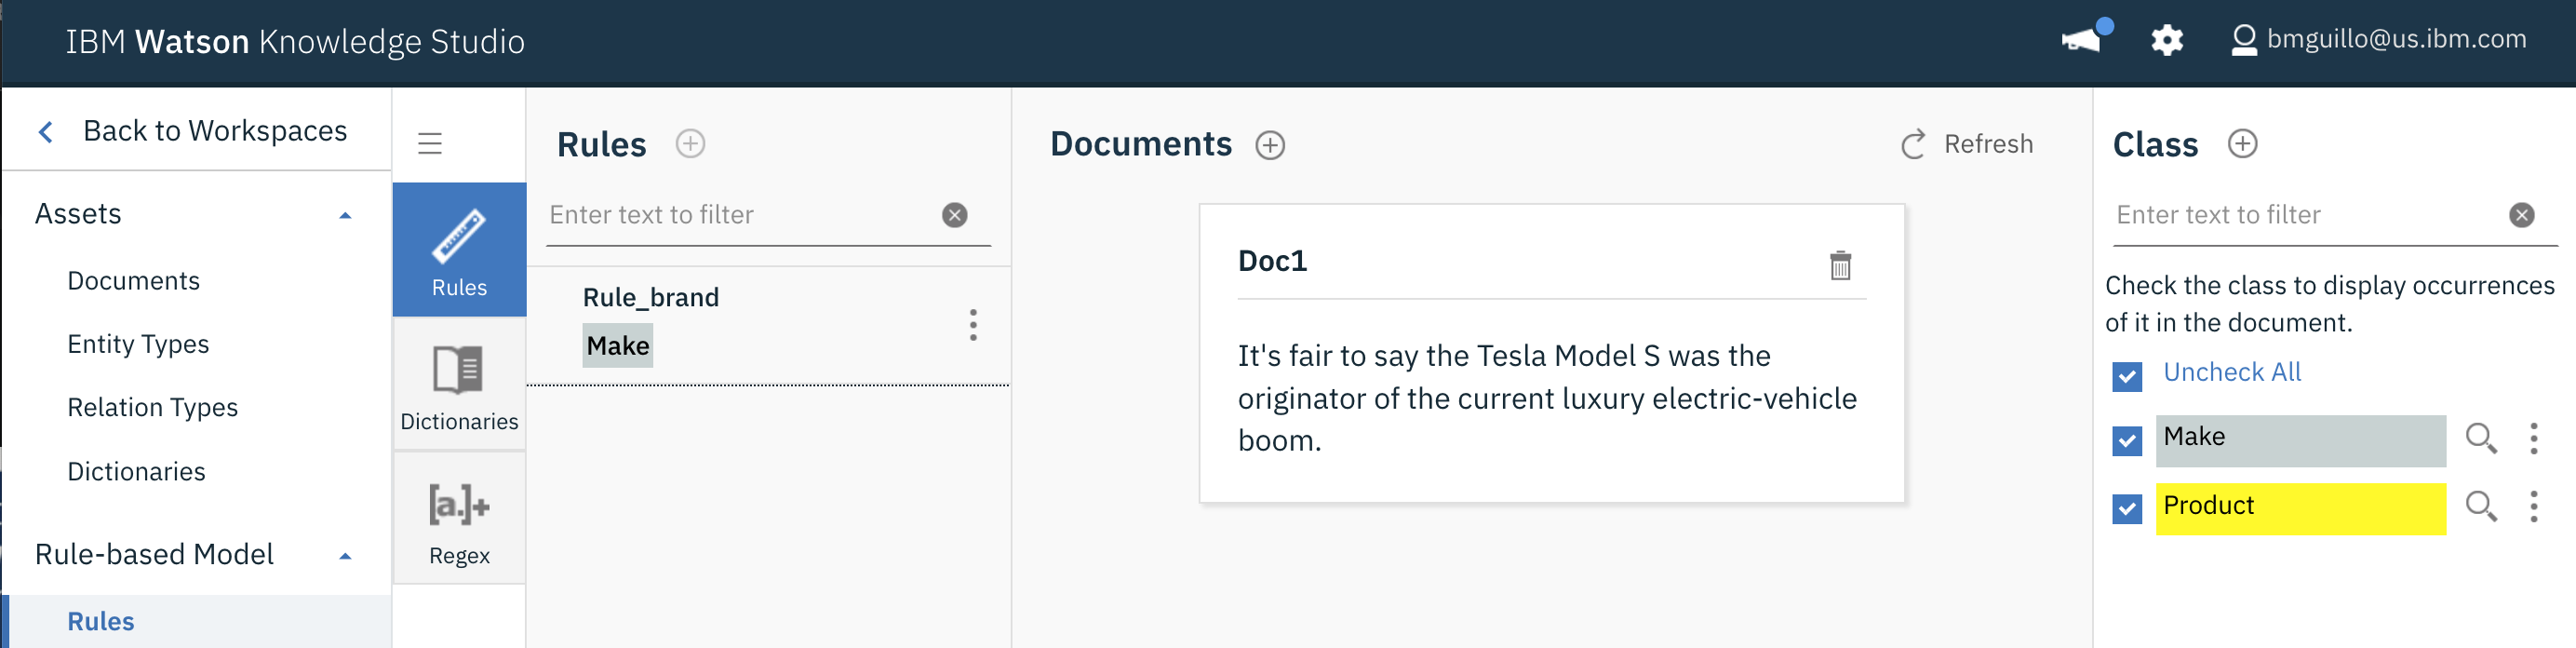 IBM Watson Knowledge Studio
bmguillo@us.ibm.com
Back to Workspaces
Assets
Documents
Entity Types
Relation Types
Dictionaries
Rule-based Model
Rules
Rules
Dictionaries
[a.]+
Regex
Rules
Enter text to filter
Rule_brand
Make
Documents
Refresh
Doc1
It's fair to say the Tesla Model S was the
originator of the current luxury electric-vehicle
boom.
Class
Enter text to filter
Check the class to display occurrences
of it in the document.
Uncheck All
Make
Product